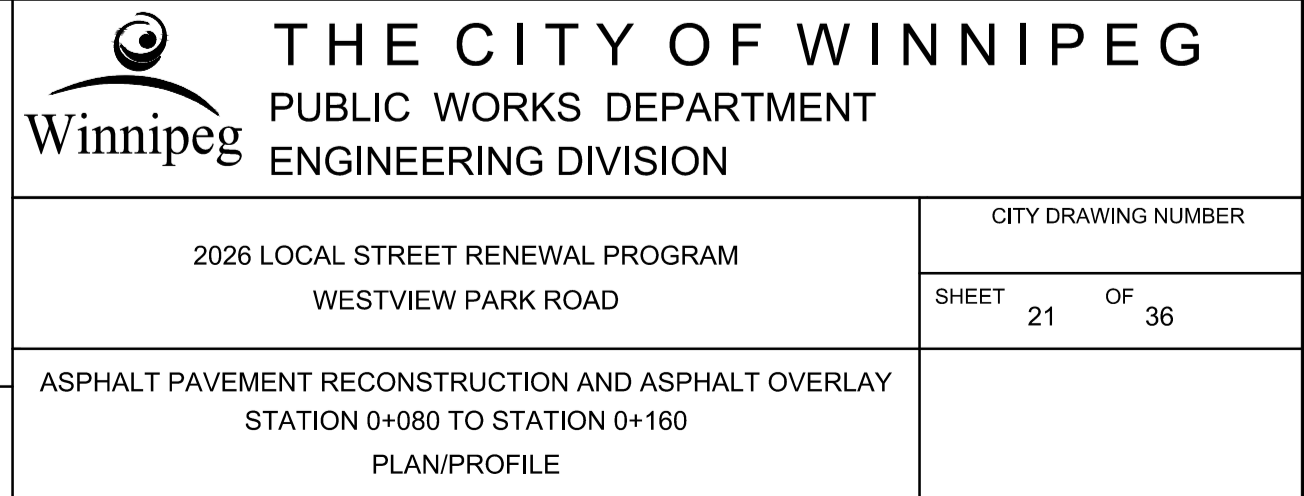 THE CITY OF WINNIPEG
Winnipeg
PUBLIC WORKS DEPARTMENT
ENGINEERING DIVISION
2026 LOCAL STREET RENEWAL PROGRAM
WESTVIEW PARK ROAD
CITY DRAWING NUMBER
SHEET 21 OF 36
ASPHALT PAVEMENT RECONSTRUCTION AND ASPHALT OVERLAY
STATION 0+080 TO STATION 0+160
PLAN/PROFILE